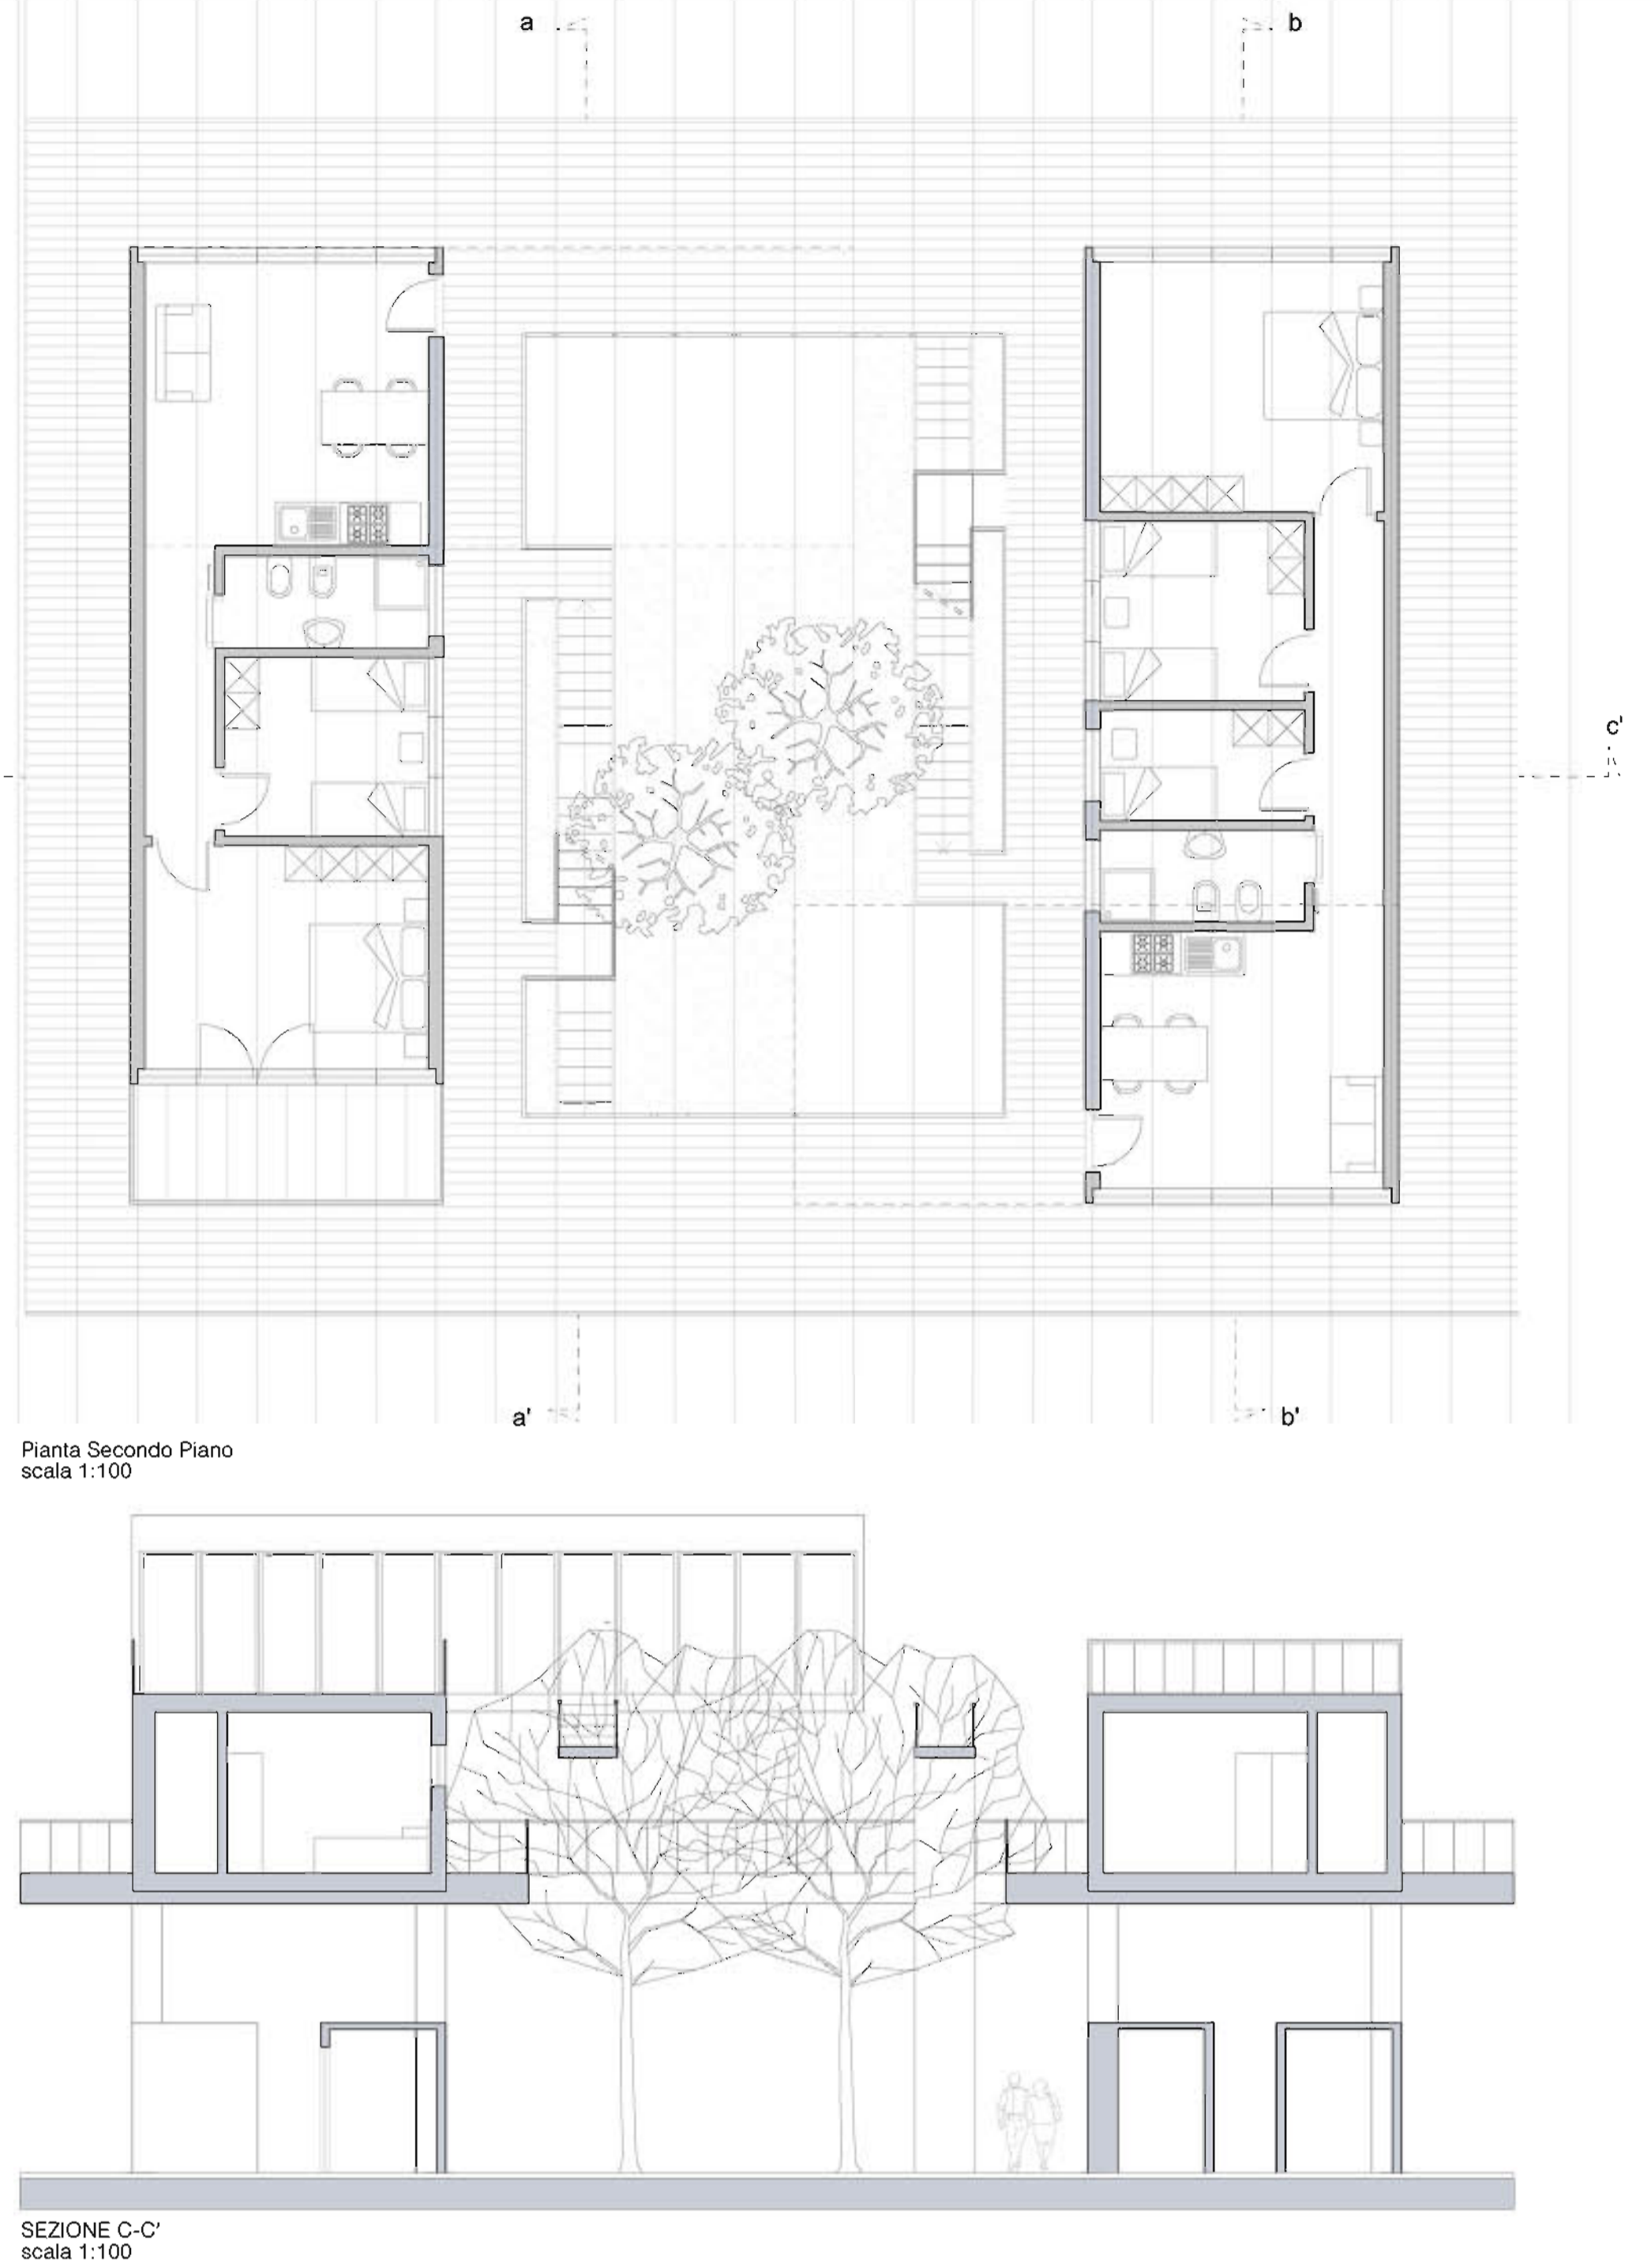 a
b
c'
a'
b'
Pianta Secondo Piano
scala 1:100
SEZIONE C-C'
scala 1:100